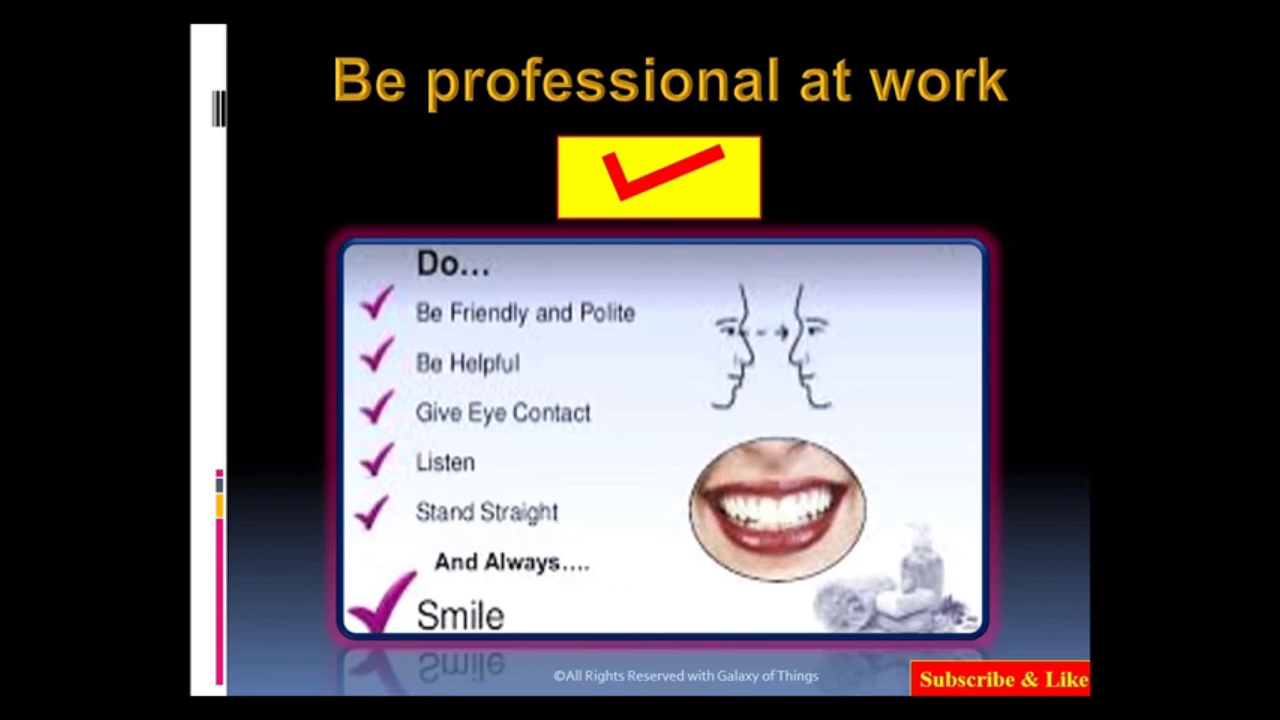 Be professional at work
Do...
Be Friendly and Polite
Be Helpful
Give Eye Contact
Listen
Stand Straight
And Always....
Smile
©All Rights Reserved with Galaxy of Things
Subscribe & Like